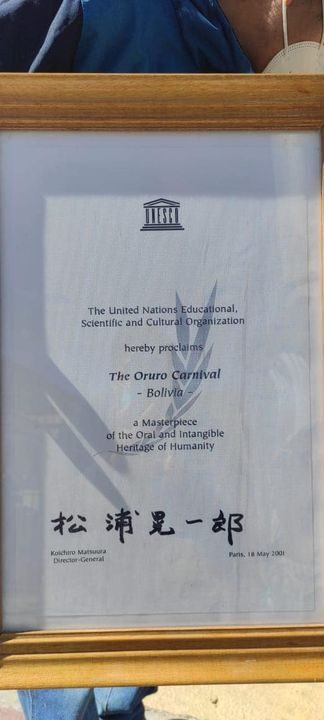 UNESCO
The United Nations Educational,
Scientific and Cultural Organization
hereby proclaims
The Oruro Carnival
- Bolivia -
a Masterpiece
of the Oral and Intangible
Heritage of Humanity
松浦晃一郎
Koïchiro Matsuura
Director-General
Paris, 18 May 2001